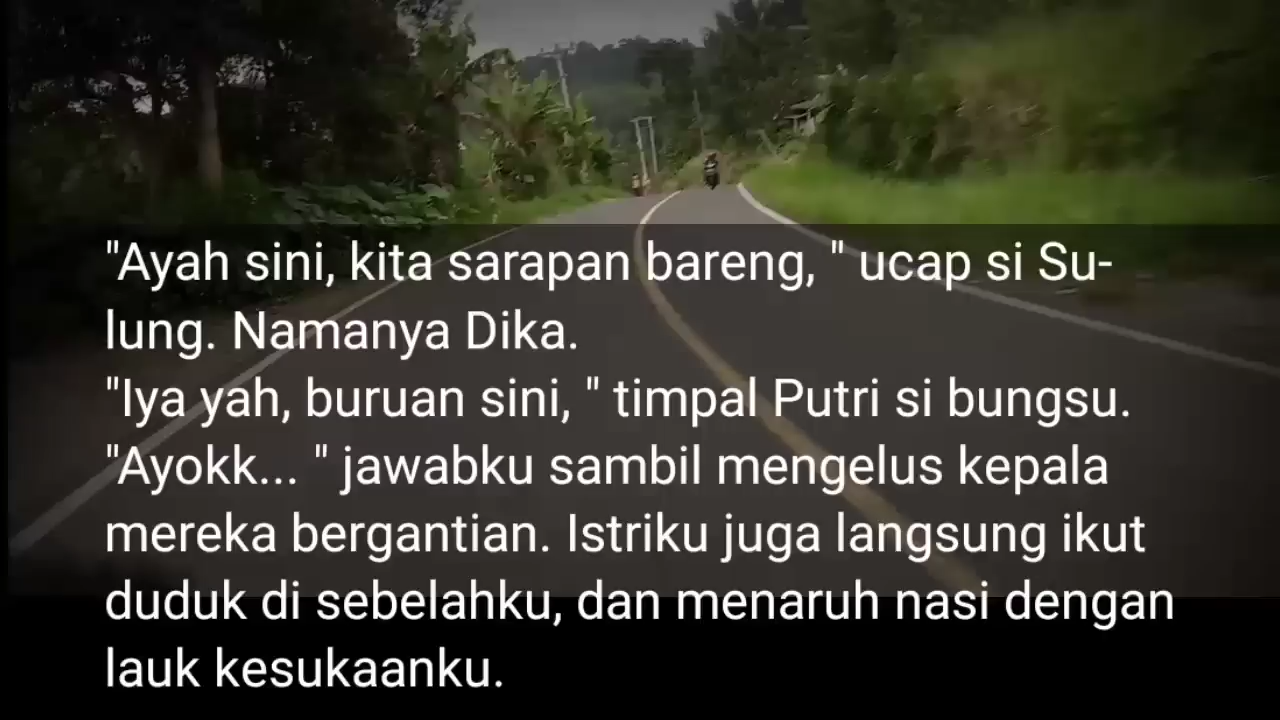 "Ayah sini, kita sarapan bareng, " ucap si Su-
lung. Namanya Dika.
"Iya yah, buruan sini, " timpal Putri si bungsu.
"Ayokk... " jawabku sambil mengelus kepala
mereka bergantian. Istriku juga langsung ikut
duduk di sebelahku, dan menaruh nasi dengan
lauk kesukaanku.